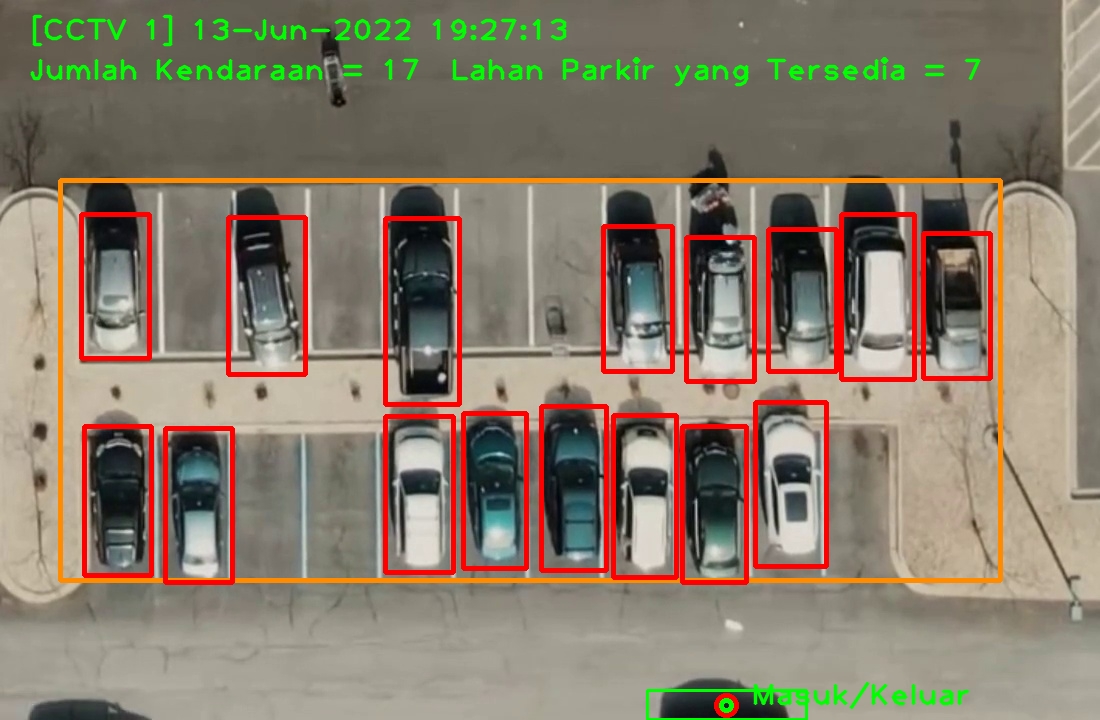 [CCTV 1] 13-Jun-2022 19:27:13
Jumlah Kendaraan = 17 Lahan Parkir yang Tersedia = 7
Masuk/Keluar